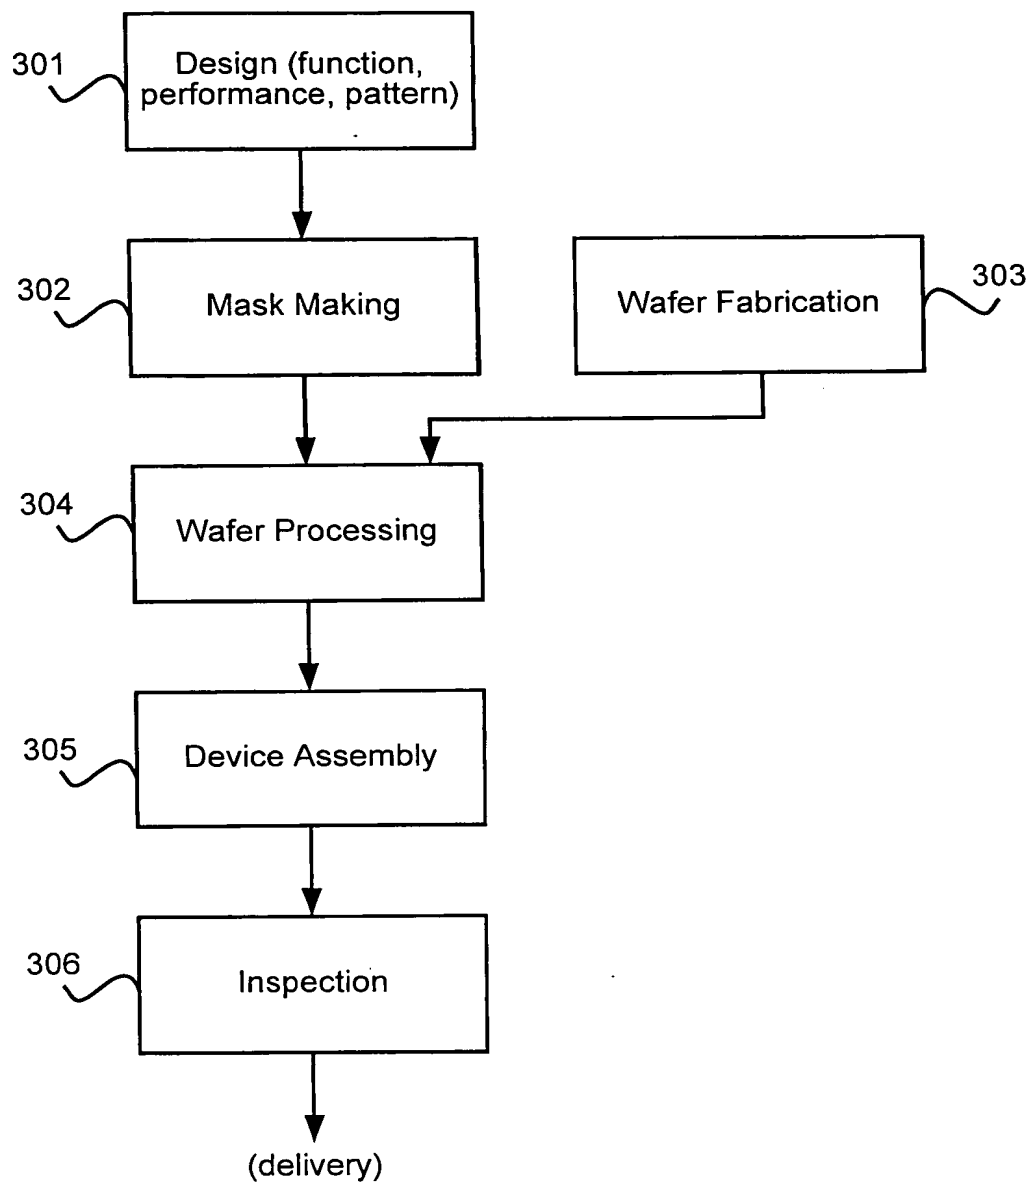 301
Design (function,
performance, pattern)
302
Mask Making
Wafer Fabrication
303
304
Wafer Processing
305
Device Assembly
306
Inspection
(delivery)